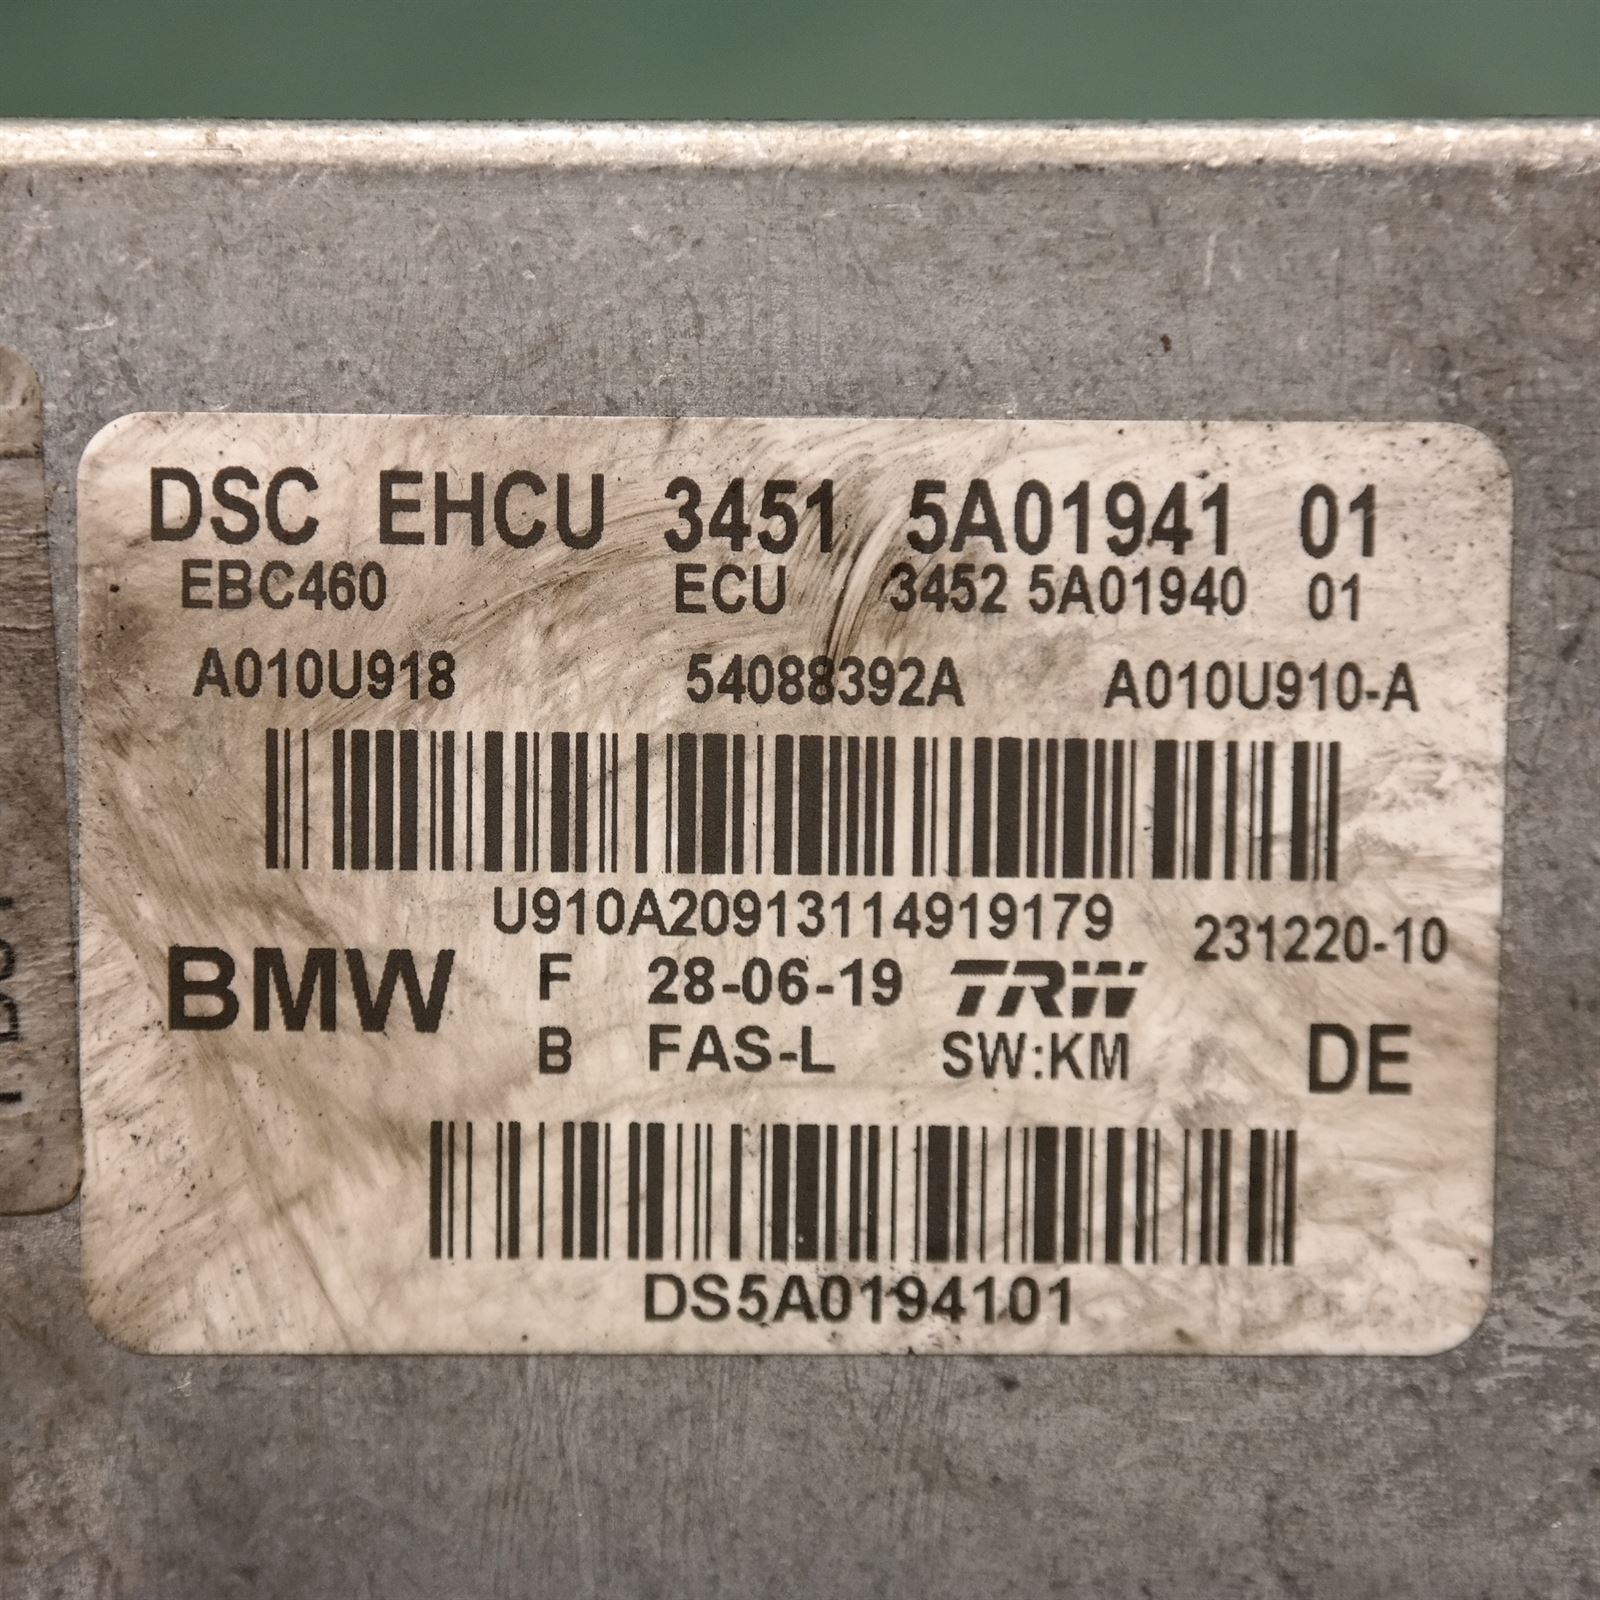 DSC EHCU 3451 5A01941 01
EBC460 ECU 3452 5A01940 01
A010U918 54088392A A010U910-A
U910A20913114919179 231220-10
BMW F 28-06-19 TRW
B FAS-L SW:KM DE
DS5A0194101